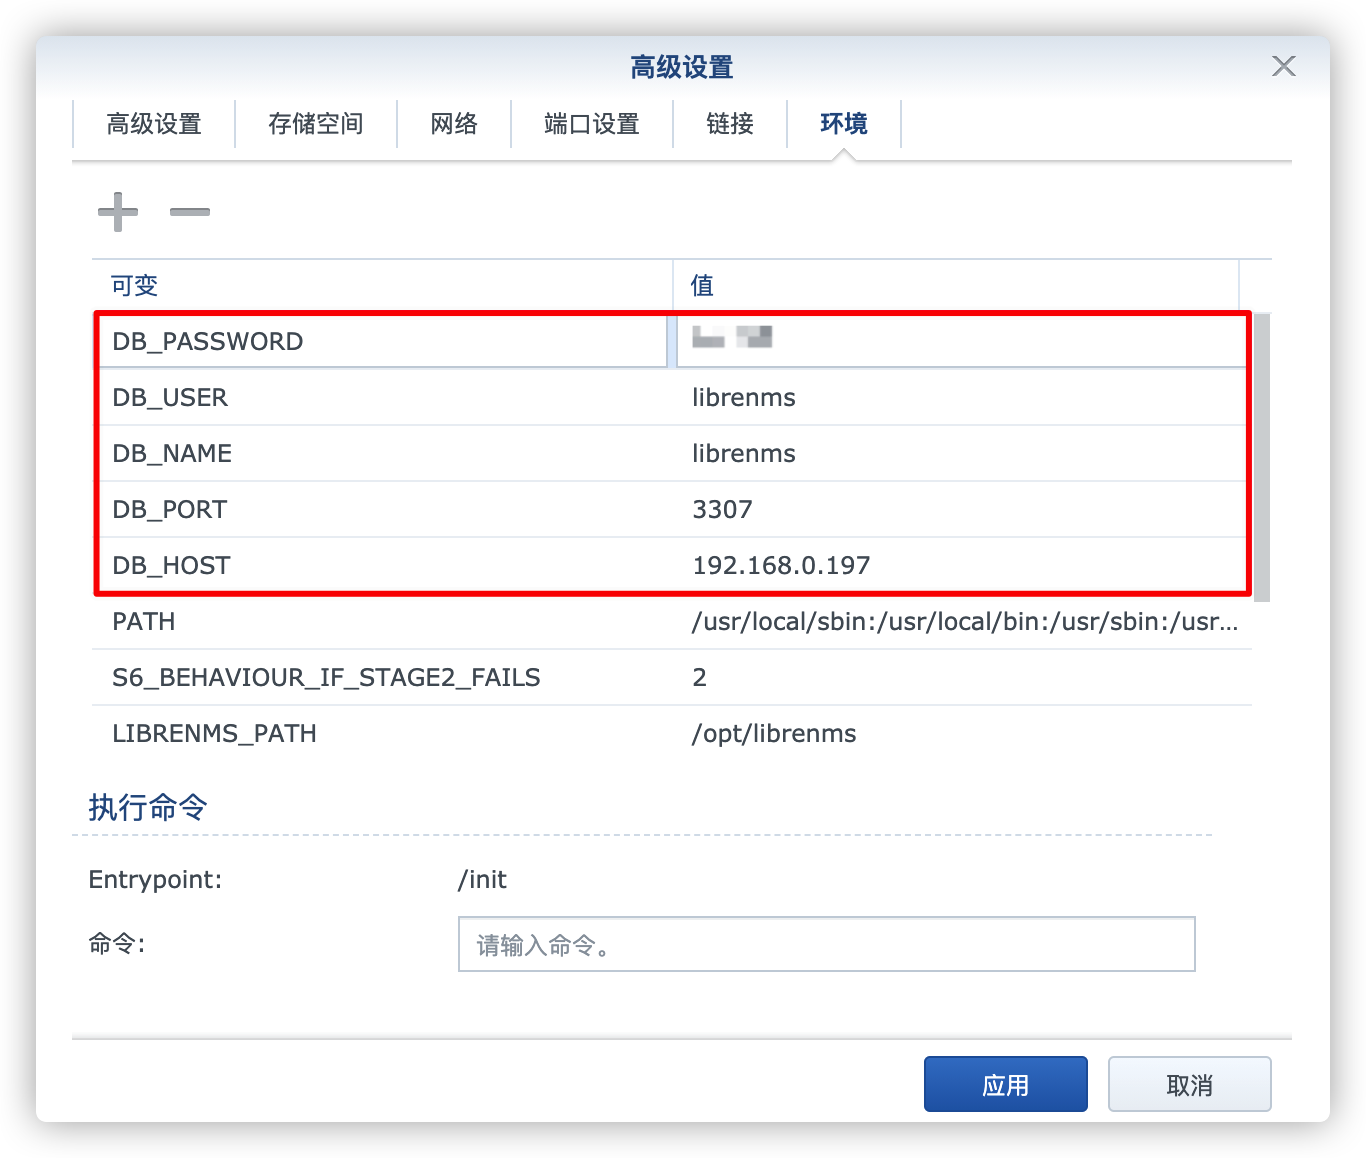 高级设置
高级设置 存储空间 网络 端口设置 链接 环境
可变 值
DB_PASSWORD
DB_USER librenms
DB_NAME librenms
DB_PORT 3307
DB_HOST 192.168.0.197
PATH /usr/local/sbin:/usr/local/bin:/usr/sbin:/usr...
S6_BEHAVIOUR_IF_STAGE2_FAILS 2
LIBRENMS_PATH /opt/librenms
执行命令
Entrypoint: /init
命令: 请输入命令。
应用 取消